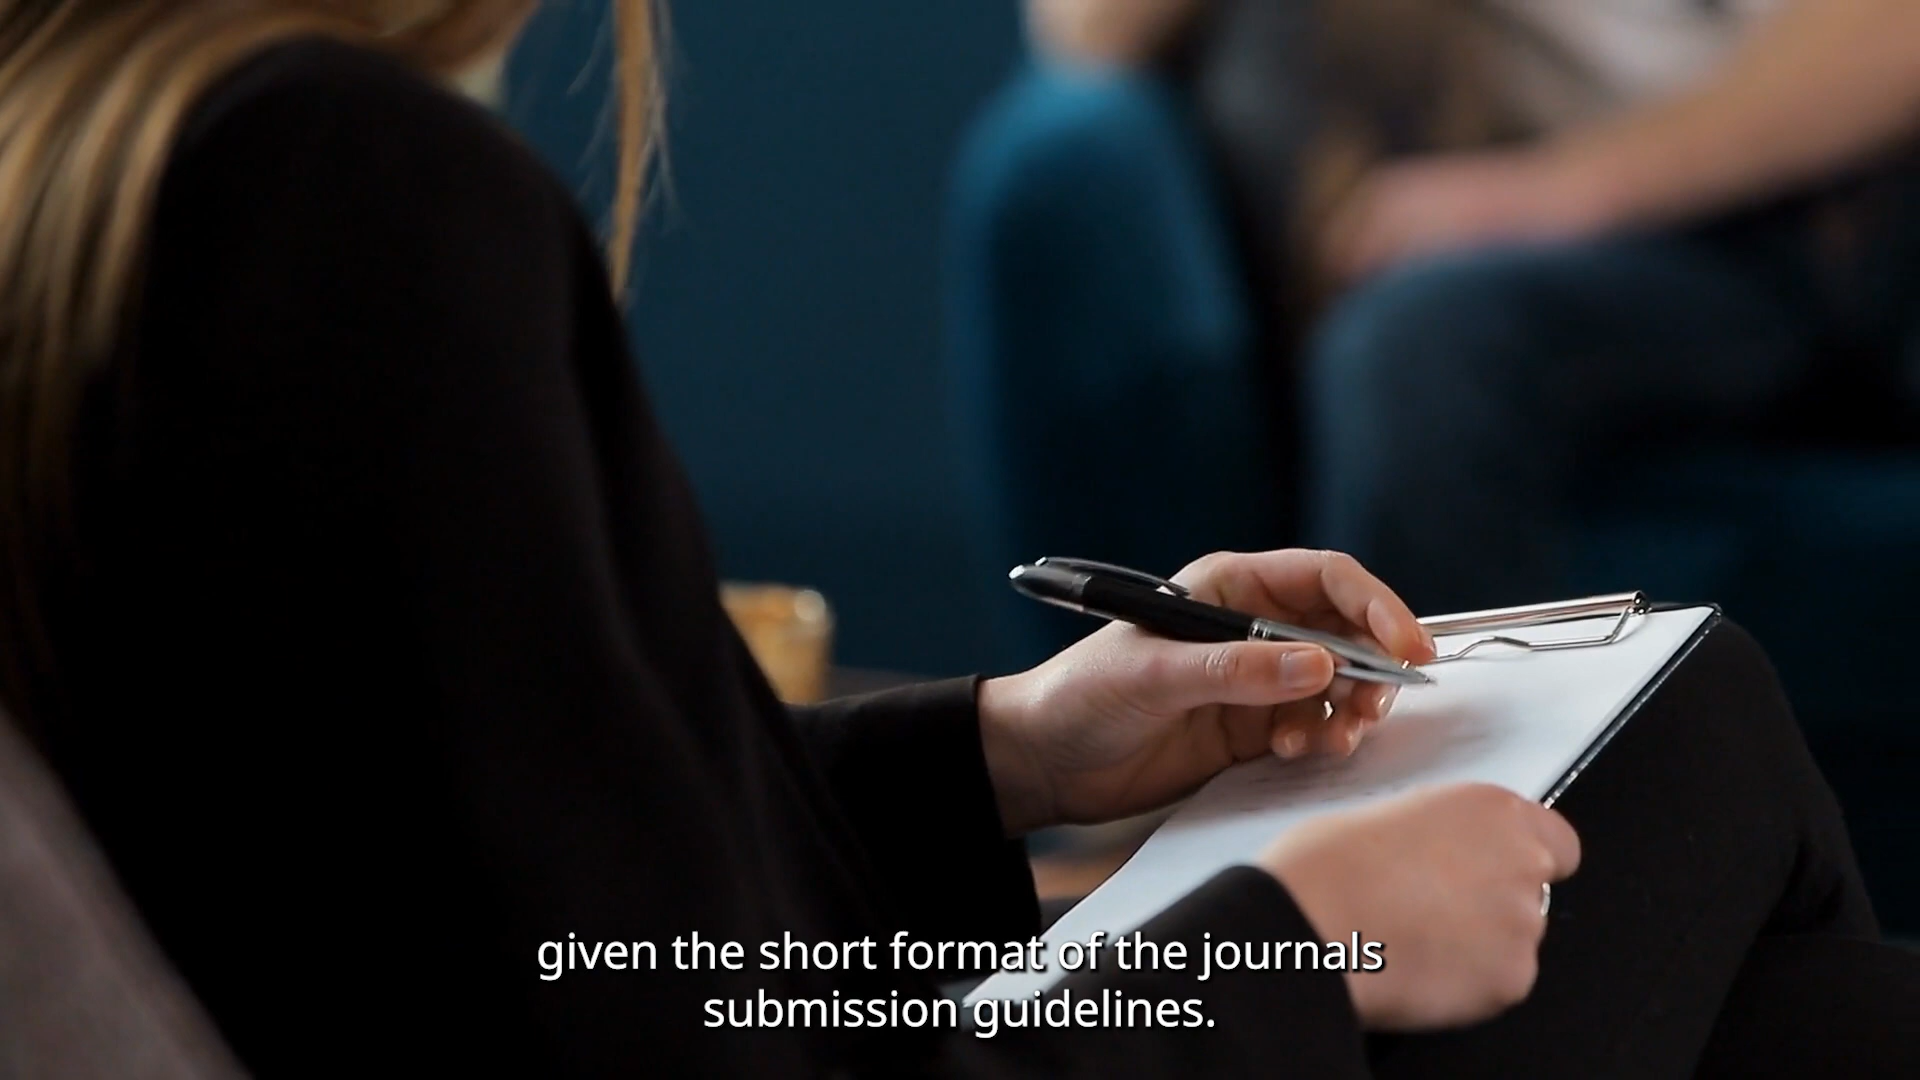 given the short format of the journals
submission guidelines.